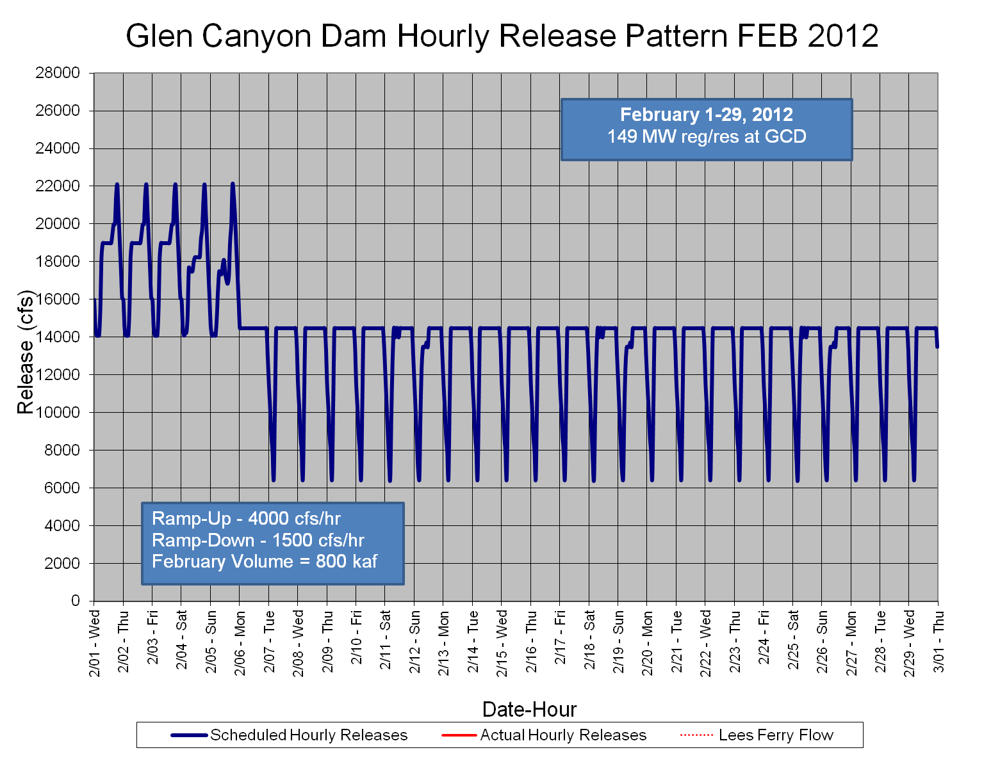 Glen Canyon Dam Hourly Release Pattern FEB 2012
28000
26000
24000
22000
20000
18000
16000
14000
12000
10000
8000
6000
4000
2000
0
Release (cfs)
February 1-29, 2012
149 MW reg/res at GCD
Ramp-Up - 4000 cfs/hr
Ramp-Down - 1500 cfs/hr
February Volume = 800 kaf
2/01 - Wed
2/02 - Thu
2/03 - Fri
2/04 - Sat
2/05 - Sun
2/06 - Mon
2/07 - Tue
2/08 - Wed
2/09 - Thu
2/10 - Fri
2/11 - Sat
2/12 - Sun
2/13 - Mon
2/14 - Tue
2/15 - Wed
2/16 - Thu
2/17 - Fri
2/18 - Sat
2/19 - Sun
2/20 - Mon
2/21 - Tue
2/22 - Wed
2/23 - Thu
2/24 - Fri
2/25 - Sat
2/26 - Sun
2/27 - Mon
2/28 - Tue
2/29 - Wed
3/01 - Thu
Date-Hour
Scheduled Hourly Releases
Actual Hourly Releases
Lees Ferry Flow